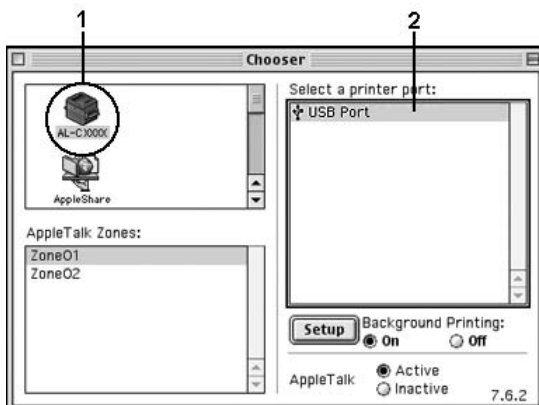 1
2
Chooser
AL-CXXXX
AppleShare
AppleTalk Zones:
Zone01
Zone02
Select a printer port:
USB Port
Setup
Background Printing:
On
Off
AppleTalk
Active
Inactive
7.6.2